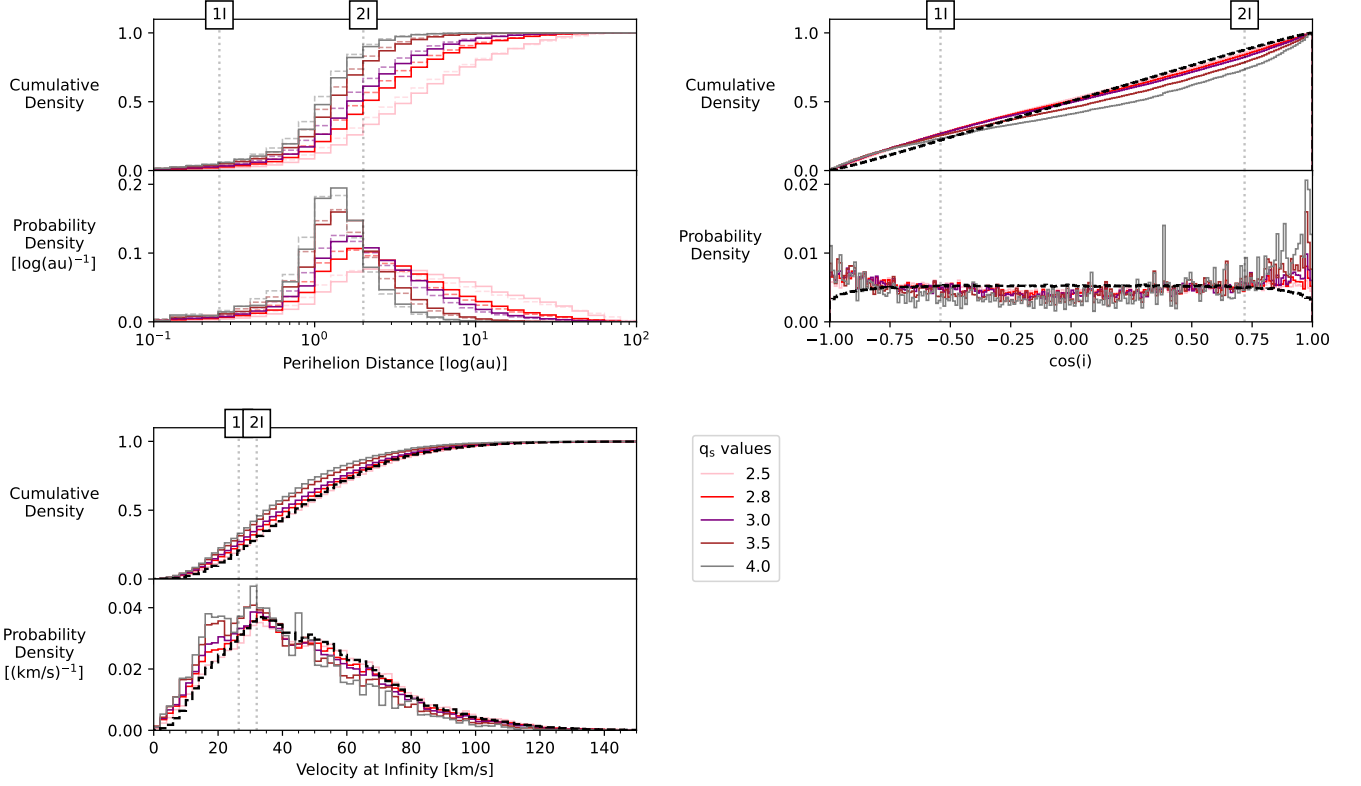 1I
2I
1.0
Cumulative
Density
0.5
0.0
0.2
Probability
Density
[log(au)⁻¹]
0.1
0.0
10⁻¹
10⁰
10¹
10²
Perihelion Distance [log(au)]
1I
2I
1.0
Cumulative
Density
0.5
0.0
0.02
Probability
Density
0.01
0.00
−1.00
−0.75
−0.50
−0.25
0.00
0.25
0.50
0.75
1.00
cos(i)
1
2I
1.0
Cumulative
Density
0.5
0.0
0.04
Probability
Density
[(km/s)⁻¹]
0.02
0.00
0
20
40
60
80
100
120
140
Velocity at Infinity [km/s]
qₛ values
2.5
2.8
3.0
3.5
4.0